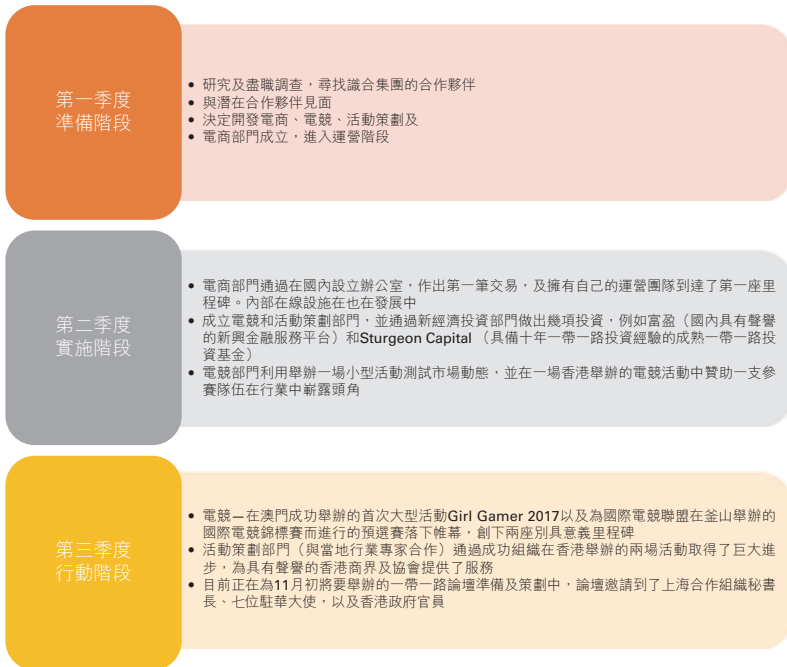 第一季度
準備階段
• 研究及盡職調查，尋找識合集團的合作夥伴
• 與潛在合作夥伴見面
• 決定開發電商、電競、活動策劃及
• 電商部門成立，進入運營階段
第二季度
實施階段
• 電商部門通過在國內設立辦公室，作出第一筆交易，及擁有自己的運營團隊到達了第一座里
程碑。內部在線設施在也在發展中
• 成立電競和活動策劃部門，並通過新經濟投資部門做出幾項投資，例如富盈（國內具有聲譽
的新興金融服務平台）和Sturgeon Capital （具備十年一帶一路投資經驗的成熟一帶一路投
資基金）
• 電競部門利用舉辦一場小型活動測試市場動態，並在一場香港舉辦的電競活動中贊助一支參
賽隊伍在行業中嶄露頭角
第三季度
行動階段
• 電競—在澳門成功舉辦的首次大型活動Girl Gamer 2017以及為國際電競聯盟在釜山舉辦的
國際電競錦標賽而進行的預選賽落下帷幕，創下兩座別具意義里程碑
• 活動策劃部門（與當地行業專家合作）通過成功組織在香港舉辦的兩場活動取得了巨大進
步，為具有聲譽的香港商界及協會提供了服務
• 目前正在為11月初將要舉辦的一帶一路論壇準備及策劃中，論壇邀請到了上海合作組織秘書
長、七位駐華大使，以及香港政府官員